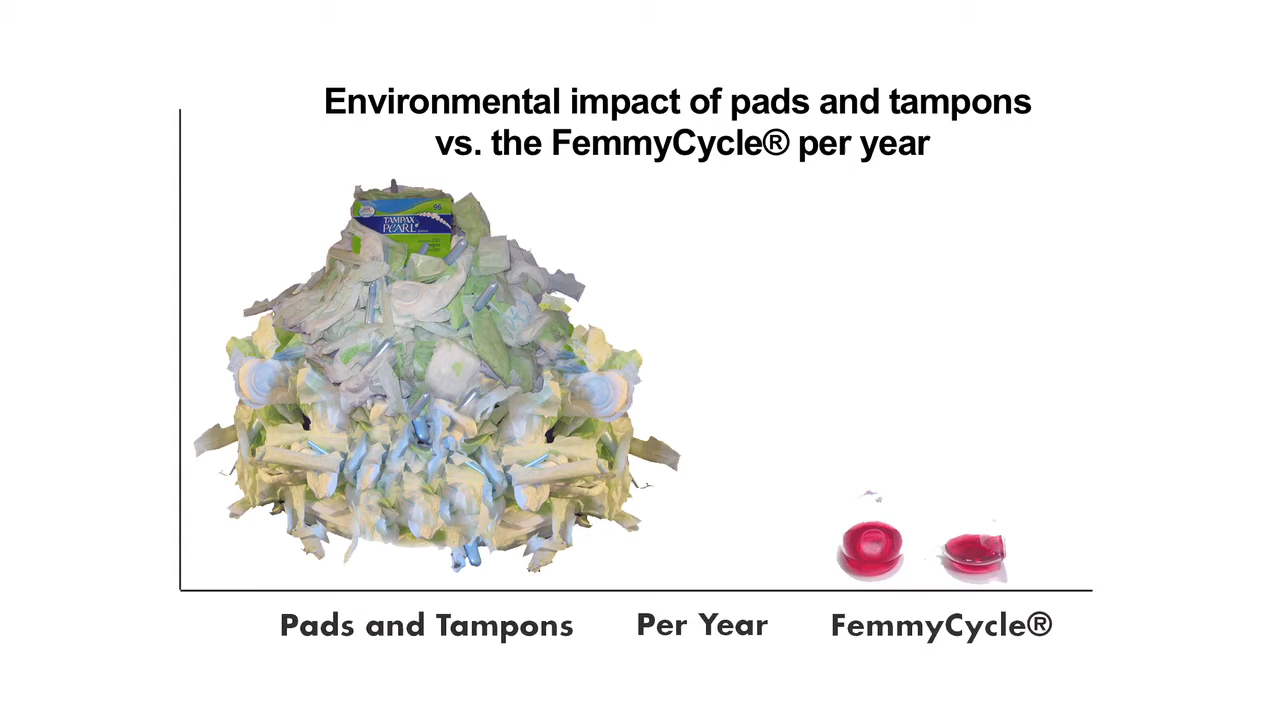 Environmental impact of pads and tampons
vs. the FemmyCycle® per year
96
TAMPAX
PEARL
Pads and Tampons
Per Year
FemmyCycle®